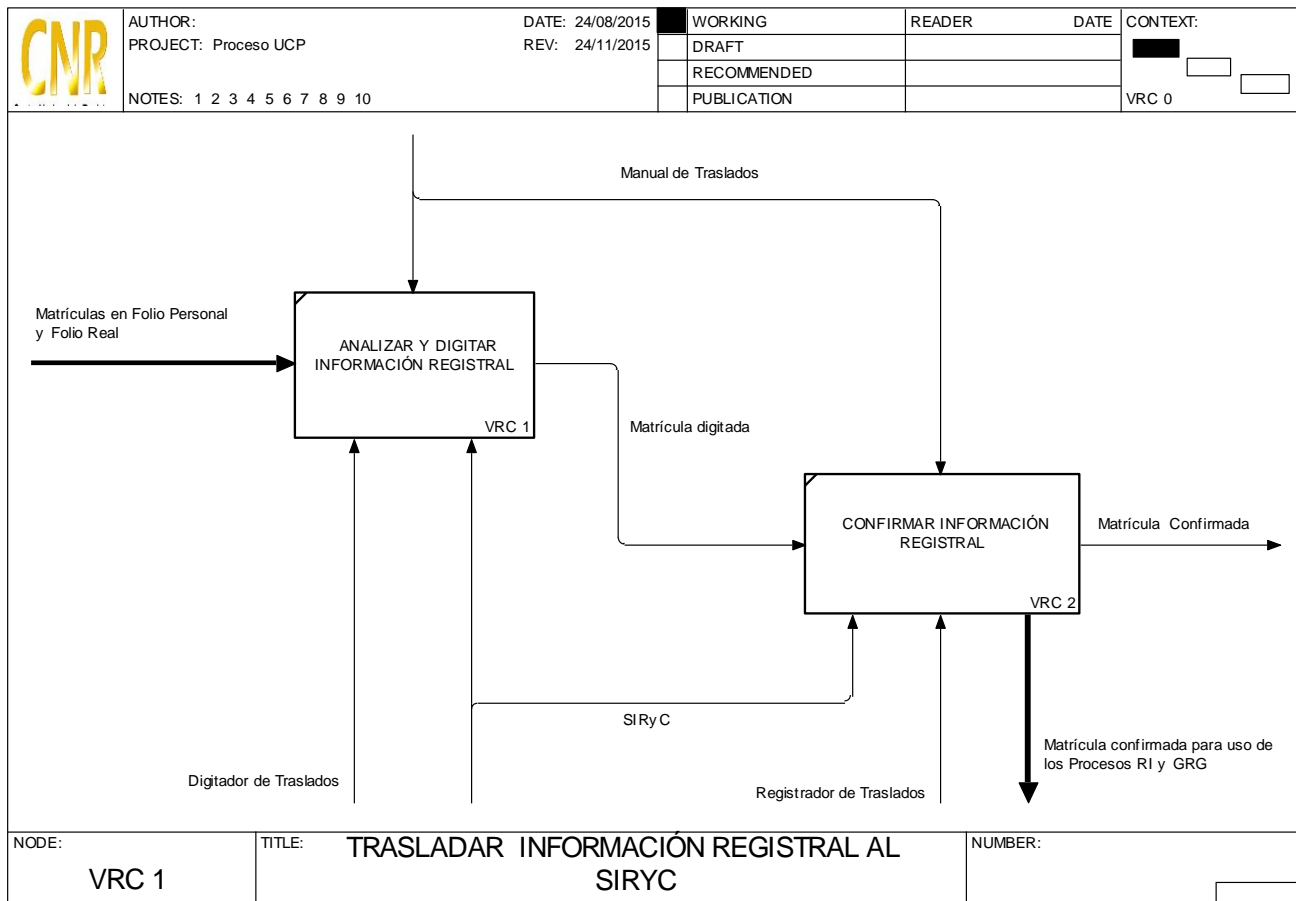 CNR
AUTHOR:
PROJECT: Proceso UCP
NOTES: 1 2 3 4 5 6 7 8 9 10
DATE: 24/08/2015
REV: 24/11/2015
WORKING
DRAFT
RECOMMENDED
PUBLICATION
READER DATE
CONTEXT:
VRC 0
Manual de Traslados
Matrículas en Folio Personal
y Folio Real
ANALIZAR Y DIGITAR
INFORMACIÓN REGISTRAL
VRC 1
Matrícula digitada
CONFIRMAR INFORMACIÓN
REGISTRAL
VRC 2
Matrícula Confirmada
SIRyC
Digitador de Traslados
Registrador de Traslados
Matrícula confirmada para uso de
los Procesos RI y GRG
NODE:
VRC 1
TITLE:
TRASLADAR INFORMACIÓN REGISTRAL AL
SIRYC
NUMBER: